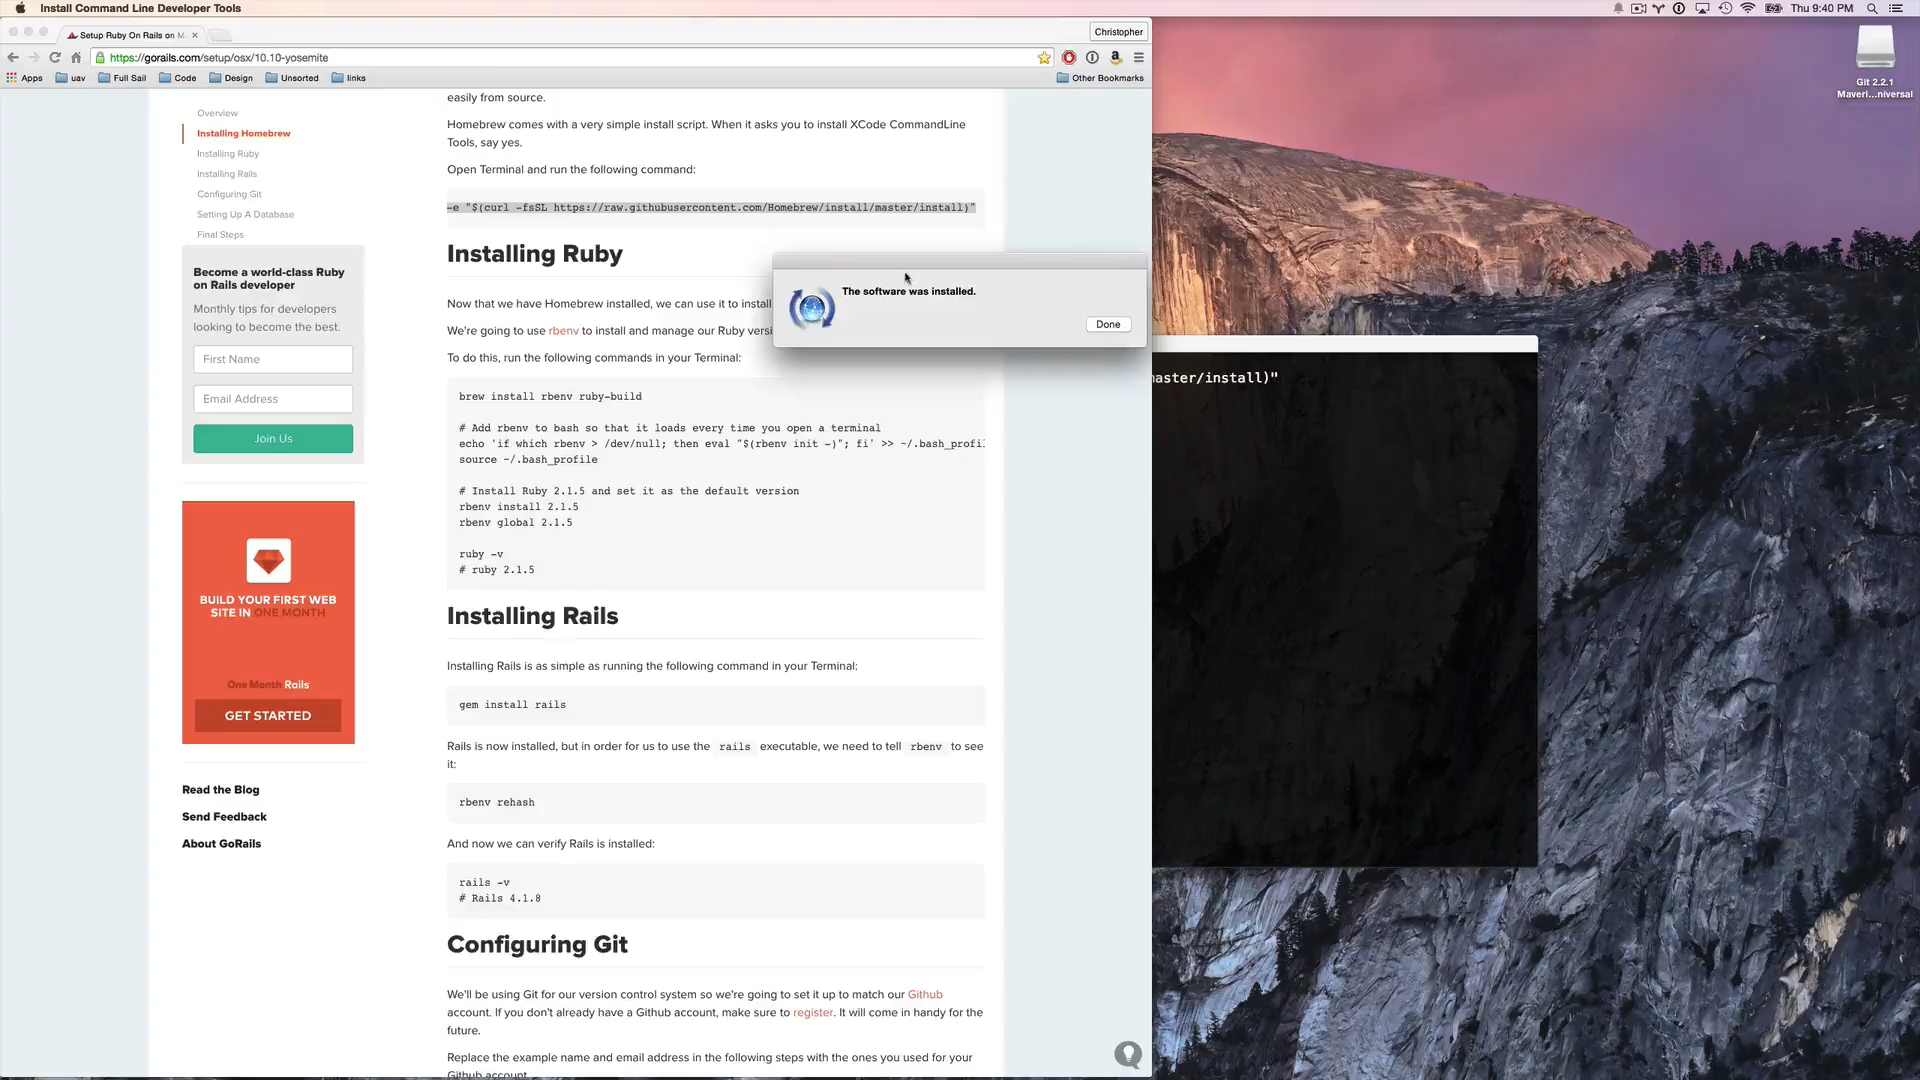 Install Command Line Developer Tools
Thu 9:40 PM
Setup Ruby On Rails on M
Christopher
https://gorails.com/setup/osx/10.10-yosemite
Apps
uav
Full Sail
Code
Design
Unsorted
links
Other Bookmarks
Git 2.2.1
Maveri...niversal
Overview
Installing Homebrew
Installing Ruby
Installing Rails
Configuring Git
Setting Up A Database
Final Steps
Become a world-class Ruby
on Rails developer
Monthly tips for developers
looking to become the best.
First Name
Email Address
Join Us
BUILD YOUR FIRST WEB
SITE IN ONE MONTH
One Month Rails
GET STARTED
Read the Blog
Send Feedback
About GoRails
easily from source.
Homebrew comes with a very simple install script. When it asks you to install XCode CommandLine
Tools, say yes.
Open Terminal and run the following command:
-e "$(curl -fsSL https://raw.githubusercontent.com/Homebrew/install/master/install)"
Installing Ruby
Now that we have Homebrew installed, we can use it to install
We're going to use rbenv to install and manage our Ruby versi
To do this, run the following commands in your Terminal:
brew install rbenv ruby-build
# Add rbenv to bash so that it loads every time you open a terminal
echo 'if which rbenv > /dev/null; then eval "$(rbenv init -)"; fi' >> ~/.bash_profil
source ~/.bash_profile
# Install Ruby 2.1.5 and set it as the default version
rbenv install 2.1.5
rbenv global 2.1.5
ruby -v
# ruby 2.1.5
Installing Rails
Installing Rails is as simple as running the following command in your Terminal:
gem install rails
Rails is now installed, but in order for us to use the rails executable, we need to tell rbenv to see
it:
rbenv rehash
And now we can verify Rails is installed:
rails -v
# Rails 4.1.8
Configuring Git
We'll be using Git for our version control system so we're going to set it up to match our Github
account. If you don't already have a Github account, make sure to register. It will come in handy for the
future.
Replace the example name and email address in the following steps with the ones you used for your
Github account.
The software was installed.
Done
master/install)"